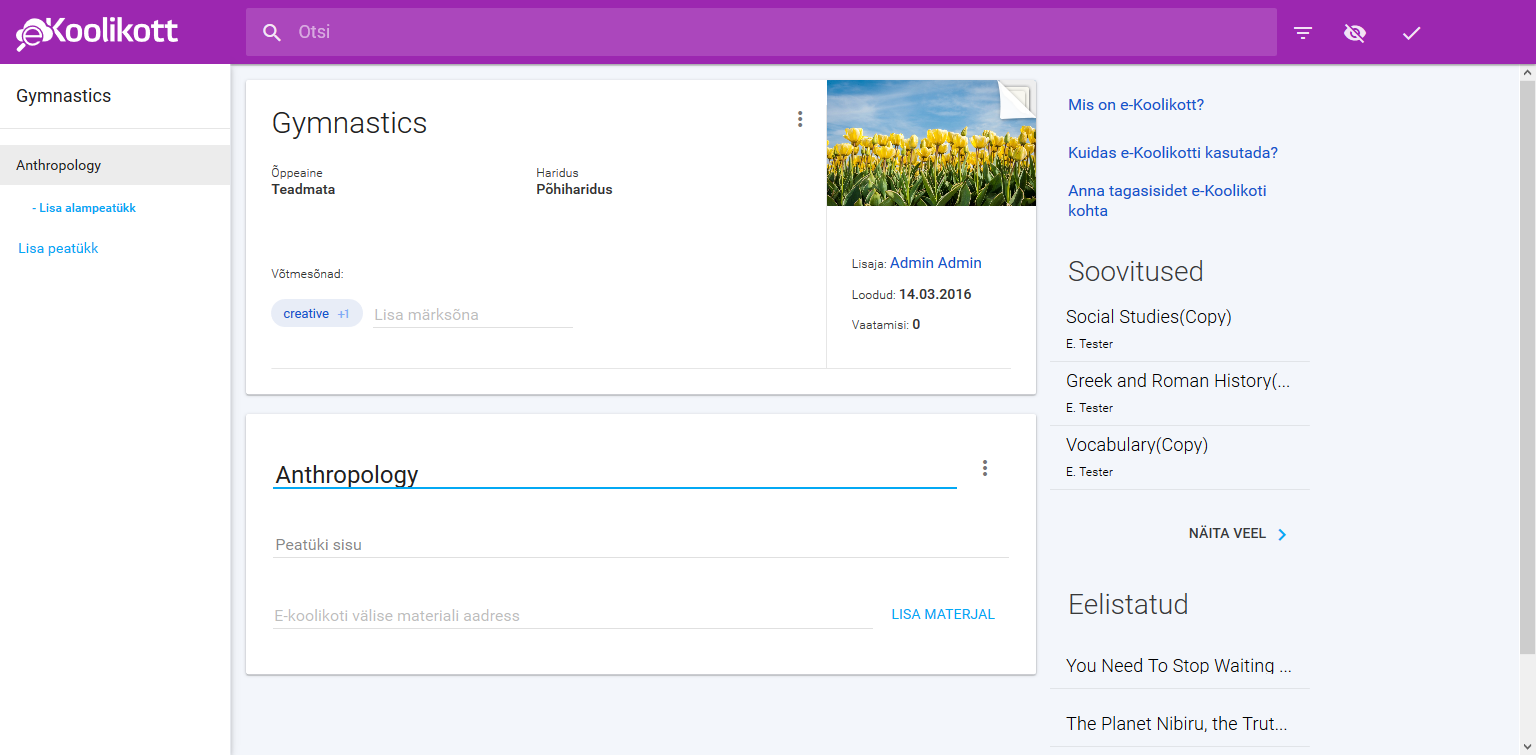 eKoolikott
Otsi
Gymnastics
Anthropology
- Lisa alampeatükk
Lisa peatükk
Gymnastics
Õppeaine
Teadmata
Haridus
Põhiharidus
Võtmesõnad:
creative +1
Lisa märksõna
Lisaja: Admin Admin
Loodud: 14.03.2016
Vaatamisi: 0
Anthropology
Peatüki sisu
E-koolikoti välise materiali aadress
LISA MATERJAL
Mis on e-Koolikott?
Kuidas e-Koolikotti kasutada?
Anna tagasisidet e-Koolikoti
kohta
Soovitused
Social Studies(Copy)
E. Tester
Greek and Roman History(...
E. Tester
Vocabulary(Copy)
E. Tester
NÄITA VEEL
Eelistatud
You Need To Stop Waiting ...
The Planet Nibiru, the Trut...